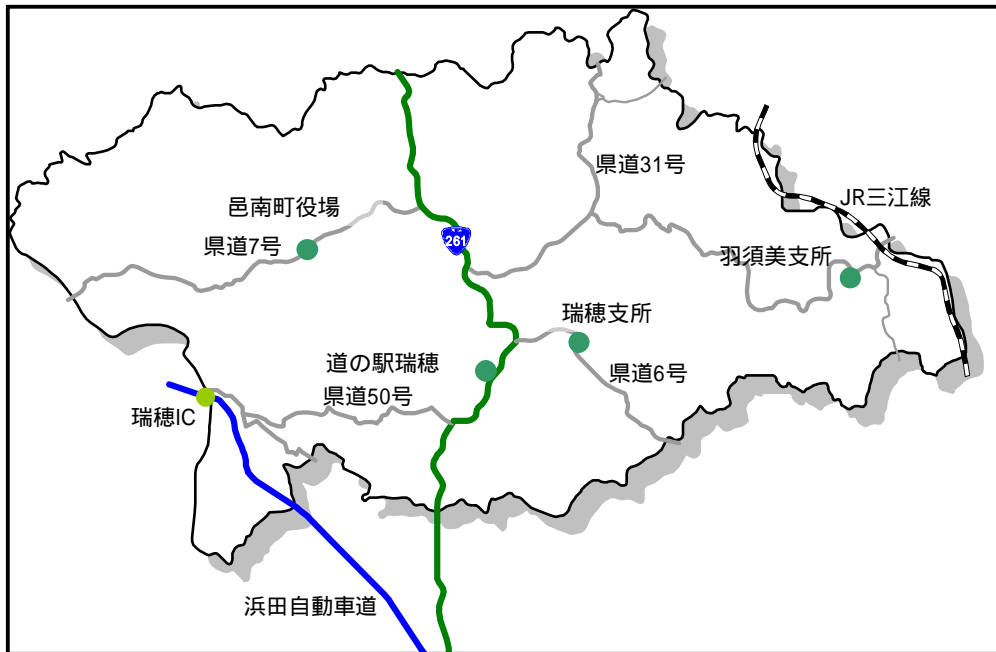 県道31号
邑南町役場
JR三江線
県道7号
261
羽須美支所
瑞穂支所
道の駅瑞穂
県道6号
県道50号
瑞穂IC
浜田自動車道